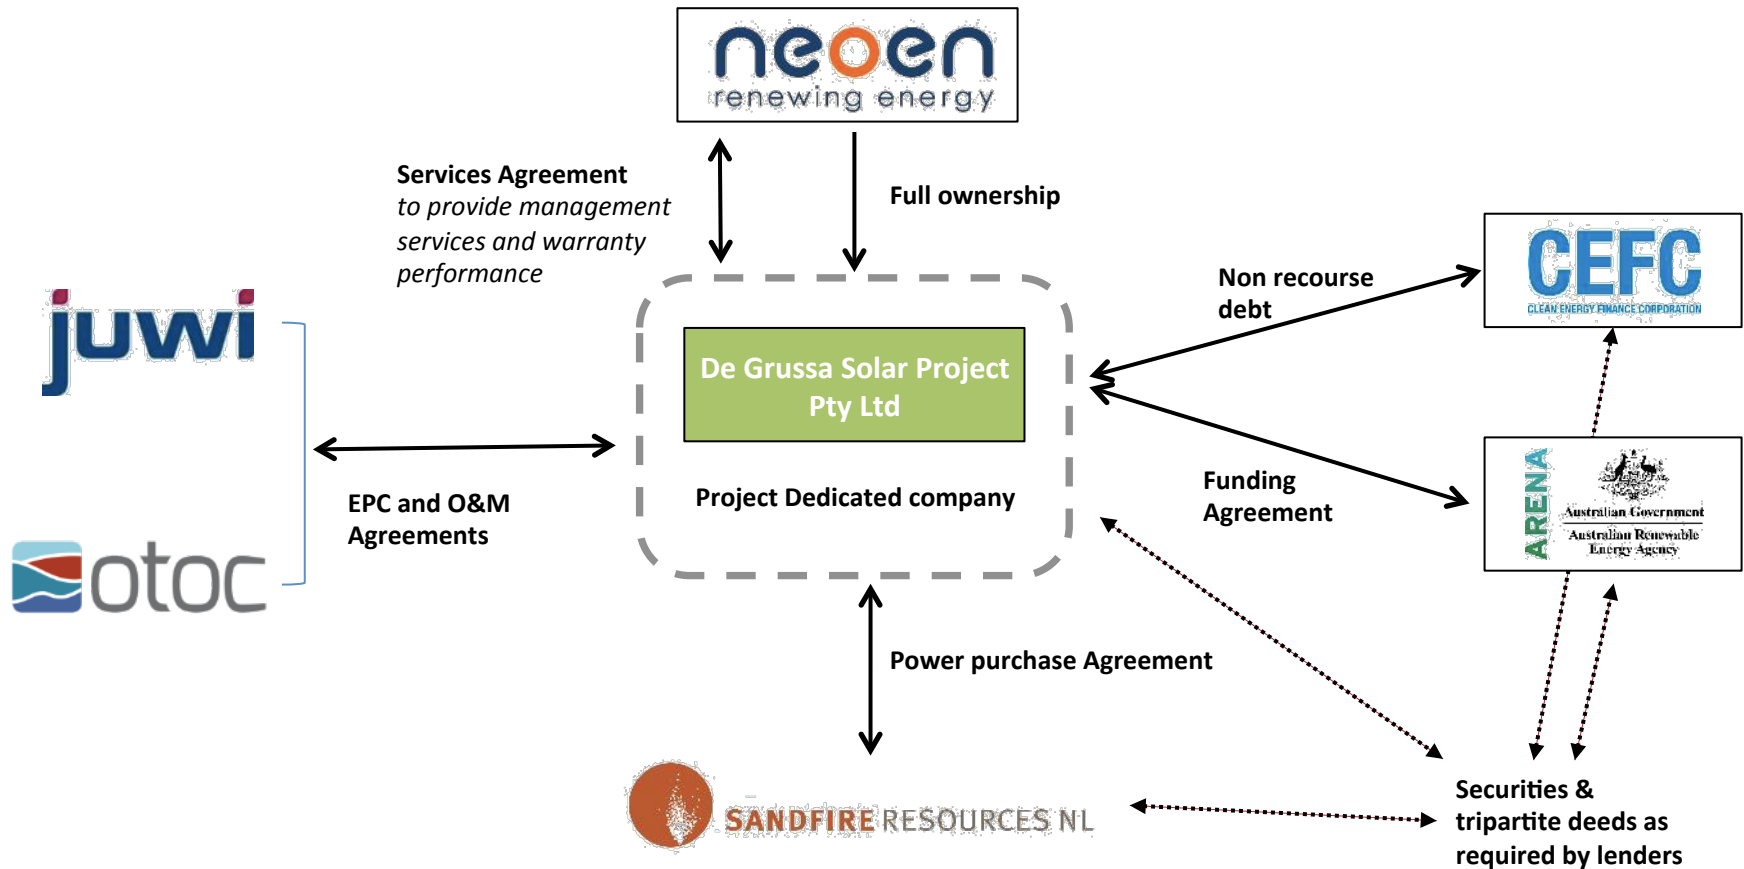 neoen
renewing energy
Services Agreement
to provide management
services and warranty
performance
Full ownership
Non recourse
debt
CEFC
CLEAN ENERGY FINANCE CORPORATION
juwi
De Grussa Solar Project
Pty Ltd
Project Dedicated company
EPC and O&M
Agreements
otoc
Funding
Agreement
ARENA
Australian Government
Australian Renewable
Energy Agency
Power purchase Agreement
SANDFIRE RESOURCES NL
Securities &
tripartite deeds as
required by lenders